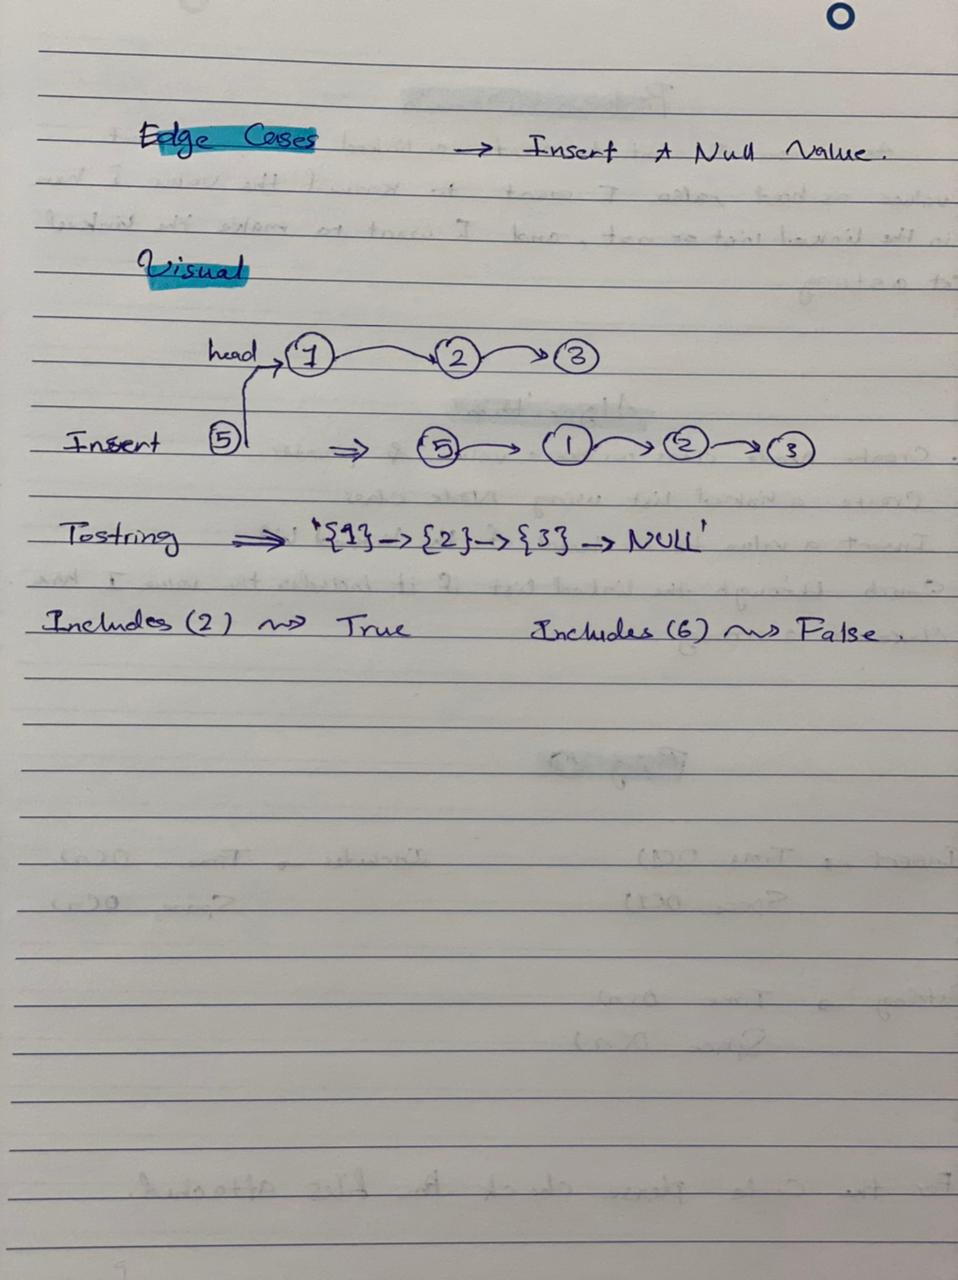 Edge Cases → Insert A Null Value.
Visual
head → 1 → 2 → 3
Insert 5 ⇒ 5 → 1 → 2 → 3
Tostring ⇒ '{1}->{2}->{3} -> NULL'
Includes (2) ~> True Includes (6) ~> False.